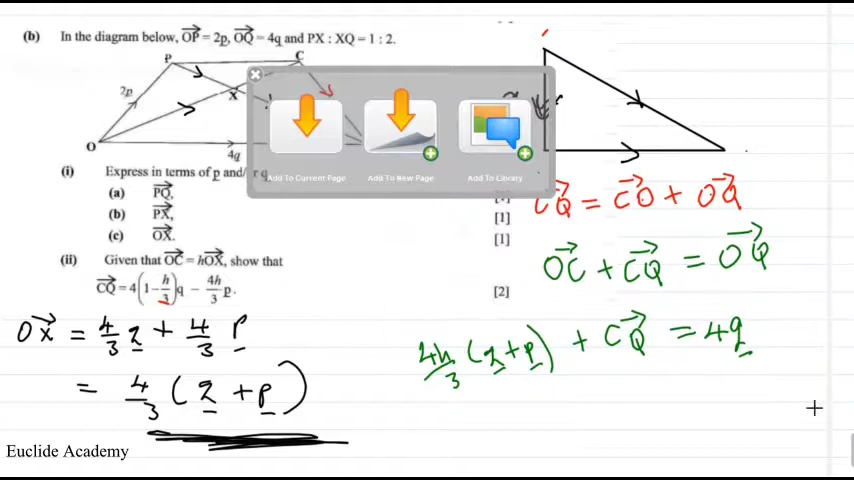 (b) In the diagram below, OP = 2p, OQ = 4q and PX : XQ = 1 : 2.
P C
2p X
O 4q
Add To Current Page Add To New Page Add To Library
(i) Express in terms of p and/ r q
(a) PQ,
(b) PX, [1]
(c) OX. [1]
(ii) Given that OC = hOX, show that
CQ = 4(1 - h/3)q - 4h/3 p. [2]
CQ = CO + OQ
OC + CQ = OQ
4h/3 (q + p) + CQ = 4q
OX = 4/3 q + 4/3 p
= 4/3 (q + p)
Euclide Academy